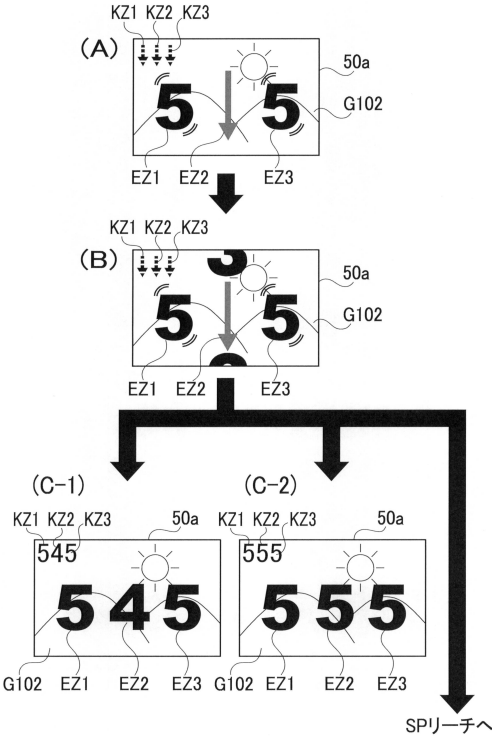 KZ1 KZ2 KZ3
(A)
50a
5 5
G102
EZ1 EZ2 EZ3
KZ1 KZ2 KZ3
(B)
3
50a
5 5
G102
EZ1 EZ2 EZ3
(C-1) (C-2)
KZ1 KZ2 KZ3 50a KZ1 KZ2 KZ3 50a
545 555
5 4 5 5 5 5
G102 EZ1 EZ2 EZ3 G102 EZ1 EZ2 EZ3
SPリーチへ